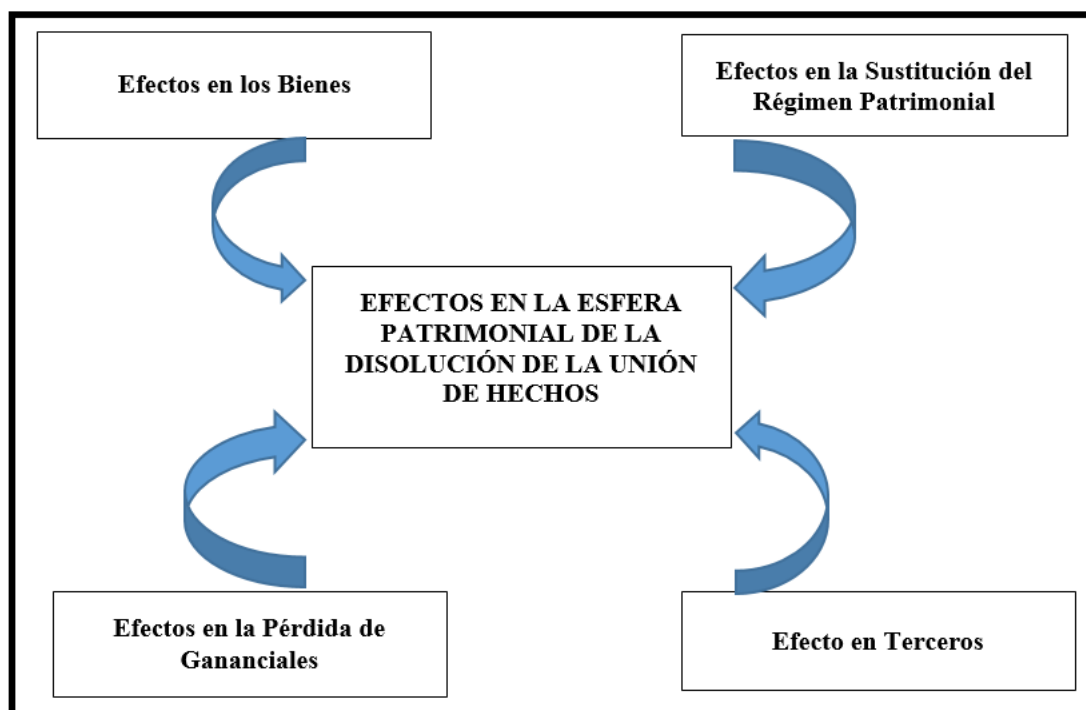 Efectos en los Bienes
Efectos en la Sustitución del
Régimen Patrimonial
EFECTOS EN LA ESFERA
PATRIMONIAL DE LA
DISOLUCIÓN DE LA UNIÓN
DE HECHOS
Efectos en la Pérdida de
Gananciales
Efecto en Terceros